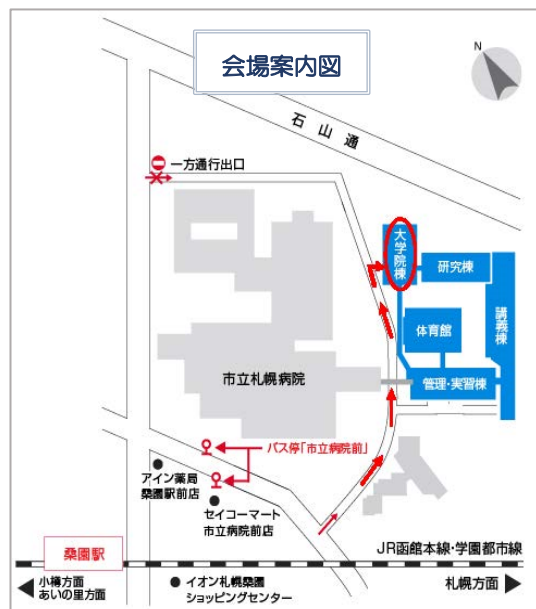 会場案内図
N
石山通
一方通行出口
大学院棟
研究棟
講義棟
体育館
市立札幌病院
管理・実習棟
バス停「市立病院前」
アイン薬局
桑園駅前店
セイコーマート
市立病院前店
桑園駅
JR函館本線・学園都市線
小樽方面
あいの里方面
イオン札幌桑園
ショッピングセンター
札幌方面